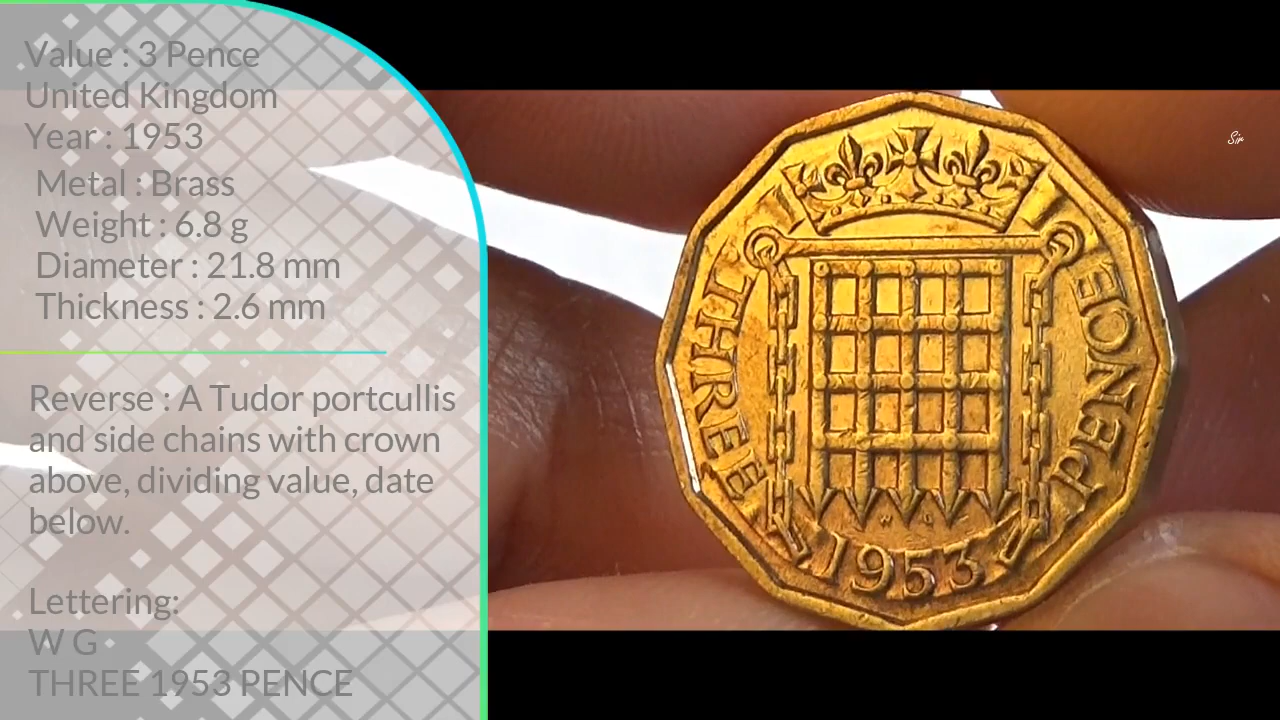 Value : 3 Pence
United Kingdom
Year : 1953
Metal : Brass
Weight : 6.8 g
Diameter : 21.8 mm
Thickness : 2.6 mm
Reverse : A Tudor portcullis
and side chains with crown
above, dividing value, date
below.
Lettering:
W G
THREE 1953 PENCE
Sir
THREE
PENCE
W G
1953